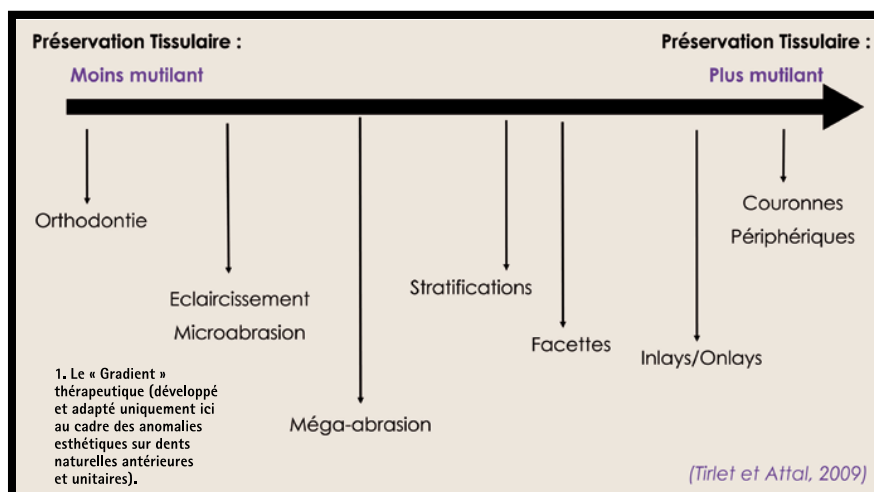 Préservation Tissulaire :
Moins mutilant
Préservation Tissulaire :
Plus mutilant
Orthodontie
Eclaircissement
Microabrasion
Méga-abrasion
Stratifications
Facettes
Inlays/Onlays
Couronnes
Périphériques
1. Le « Gradient »
thérapeutique (développé
et adapté uniquement ici
au cadre des anomalies
esthétiques sur dents
naturelles antérieures
et unitaires).
(Tirlet et Attal, 2009)